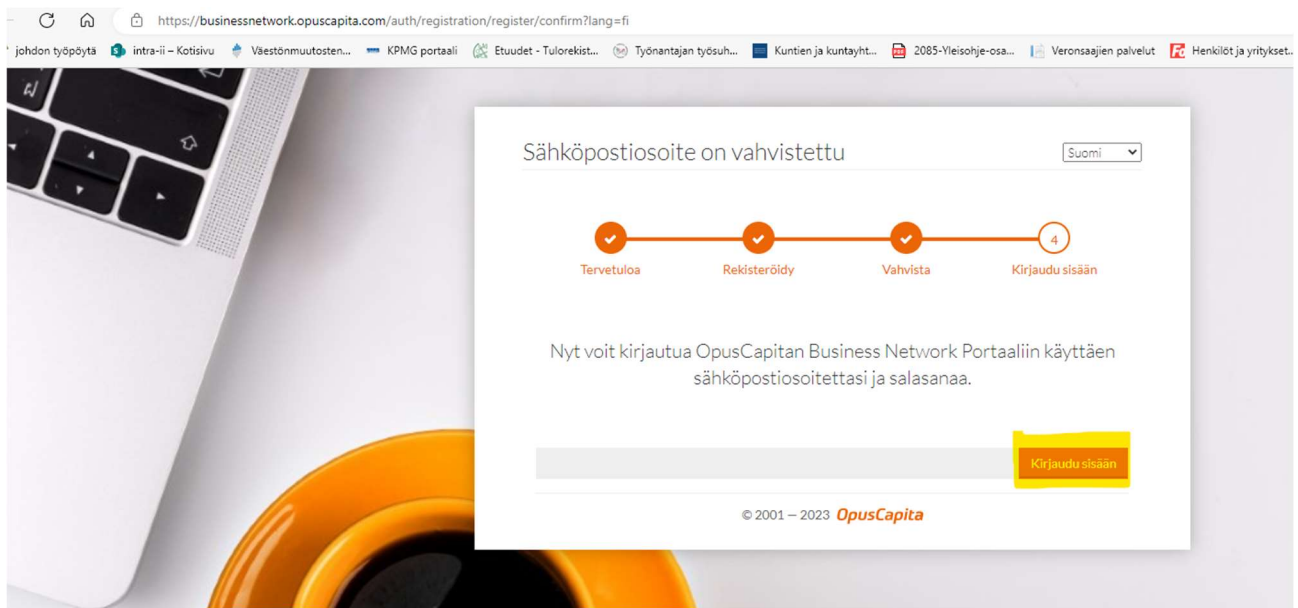 https://businessnetwork.opuscapita.com/auth/registration/register/confirm?lang=fi
johdon työpöytä intra-ii – Kotisivu Väestönmuutosten... KPMG portaali Etuudet - Tulorekist... Työnantajan työsuh... Kuntien ja kuntayht... 2085-Yleisohje-osa... Veronsaajien palvelut Henkilöt ja yritykset...
Sähköpostiosoite on vahvistettu
Suomi
4
Tervetuloa Rekisteröidy Vahvista Kirjaudu sisään
Nyt voit kirjautua OpusCapitan Business Network Portaaliin käyttäen
sähköpostiosoitettasi ja salasanaa.
Kirjaudu sisään
© 2001 – 2023 OpusCapita